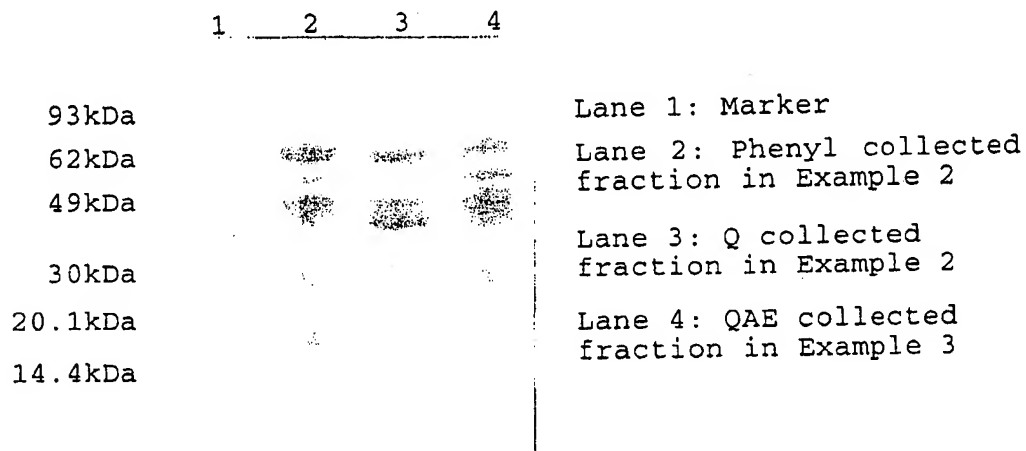 1 2 3 4
93kDa
62kDa
49kDa
30kDa
20.1kDa
14.4kDa
Lane 1: Marker
Lane 2: Phenyl collected
fraction in Example 2
Lane 3: Q collected
fraction in Example 2
Lane 4: QAE collected
fraction in Example 3